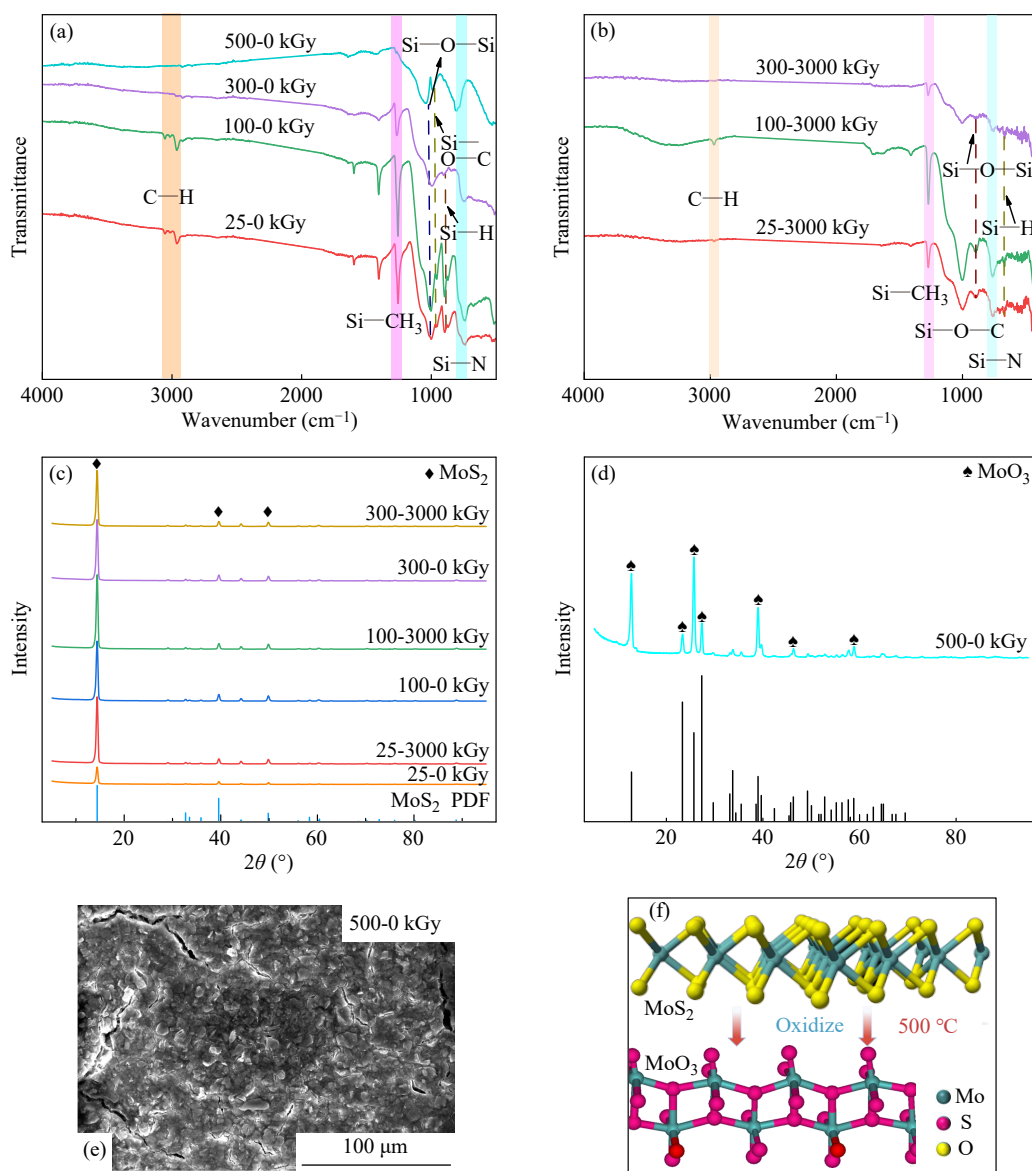 (a)
500-0 kGy
Si—O—Si
300-0 kGy
100-0 kGy
Si—
O—C
C—H
Si—H
25-0 kGy
Si—CH₃
Si—N
Transmittance
4000 3000 2000 1000
Wavenumber (cm⁻¹)
(b)
300-3000 kGy
100-3000 kGy
Si—O—Si
C—H
Si—H
25-3000 kGy
Si—CH₃
Si—O—C
Si—N
Transmittance
4000 3000 2000 1000
Wavenumber (cm⁻¹)
(c)
♦ MoS₂
300-3000 kGy
300-0 kGy
100-3000 kGy
100-0 kGy
25-3000 kGy
25-0 kGy
MoS₂ PDF
Intensity
20 40 60 80
2θ (°)
(d)
♠ MoO₃
500-0 kGy
Intensity
20 40 60 80
2θ (°)
500-0 kGy
(e)
100 μm
(f)
MoS₂
Oxidize 500 °C
MoO₃
Mo
S
O